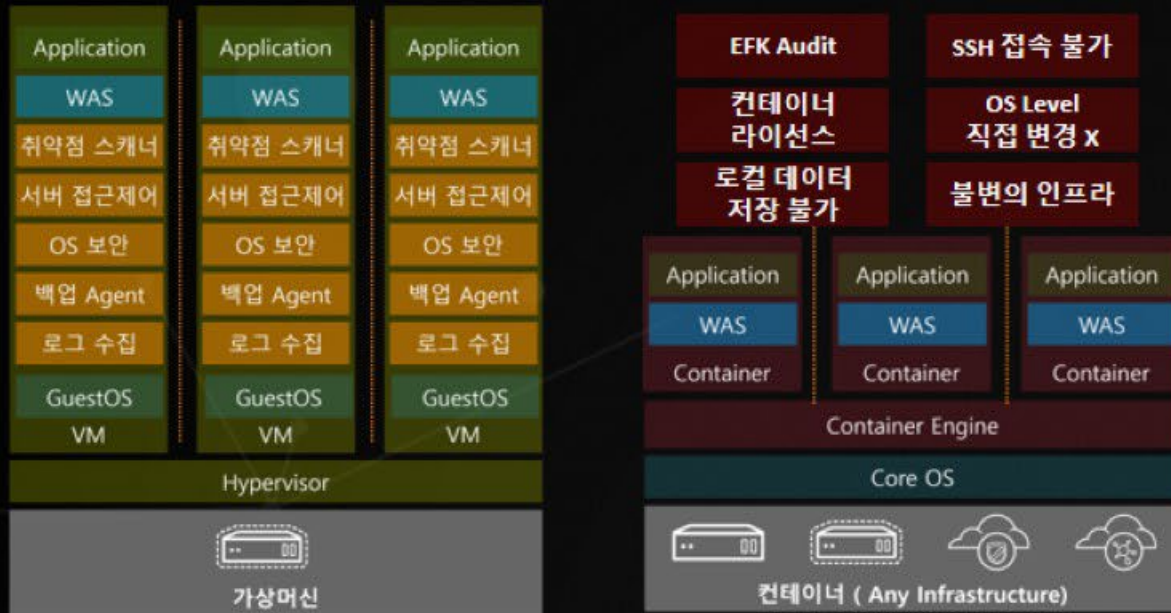 Application
WAS
취약점 스캐너
서버 접근제어
OS 보안
백업 Agent
로그 수집
GuestOS
VM
Application
WAS
취약점 스캐너
서버 접근제어
OS 보안
백업 Agent
로그 수집
GuestOS
VM
Application
WAS
취약점 스캐너
서버 접근제어
OS 보안
백업 Agent
로그 수집
GuestOS
VM
Hypervisor
가상머신
EFK Audit
SSH 접속 불가
컨테이너
라이선스
OS Level
직접 변경 X
로컬 데이터
저장 불가
불변의 인프라
Application
WAS
Container
Application
WAS
Container
Application
WAS
Container
Container Engine
Core OS
컨테이너 ( Any Infrastructure)